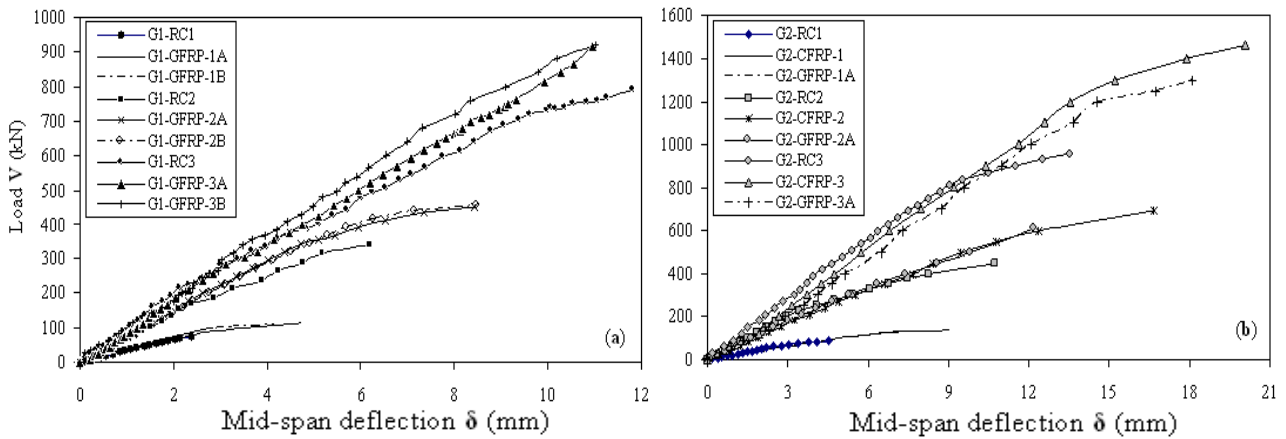 1000
900
800
700
600
500
400
300
200
100
0
Load V (kN)
G1-RC1
G1-GFRP-1A
G1-GFRP-1B
G1-RC2
G1-GFRP-2A
G1-GFRP-2B
G1-RC3
G1-GFRP-3A
G1-GFRP-3B
(a)
0 2 4 6 8 10 12
Mid-span deflection δ (mm)
1600
1400
1200
1000
800
600
400
200
0
G2-RC1
G2-CFRP-1
G2-GFRP-1A
G2-RC2
G2-CFRP-2
G2-GFRP-2A
G2-RC3
G2-CFRP-3
G2-GFRP-3A
(b)
0 3 6 9 12 15 18 21
Mid-span deflection δ (mm)